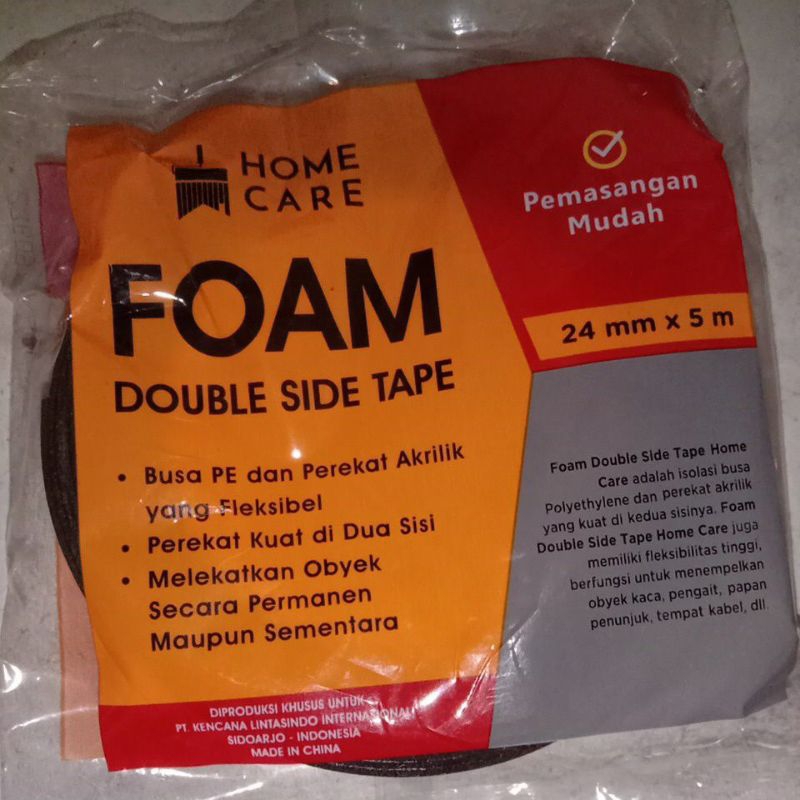 HOME
CARE
FOAM
DOUBLE SIDE TAPE
• Busa PE dan Perekat Akrilik
yang Fleksibel
• Perekat Kuat di Dua Sisi
• Melekatkan Obyek
Secara Permanen
Maupun Sementara
DIPRODUKSI KHUSUS UNTUK
PT. KENCANA LINTASINDO INTERNASIONAL
SIDOARJO - INDONESIA
MADE IN CHINA
Pemasangan
Mudah
24 mm x 5 m
Foam Double Side Tape Home
Care adalah isolasi busa
Polyethylene dan perekat akrilik
yang kuat di kedua sisinya. Foam
Double Side Tape Home Care juga
memiliki fleksibilitas tinggi,
berfungsi untuk menempelkan
obyek kaca, pengait, papan
penunjuk, tempat kabel, dll.